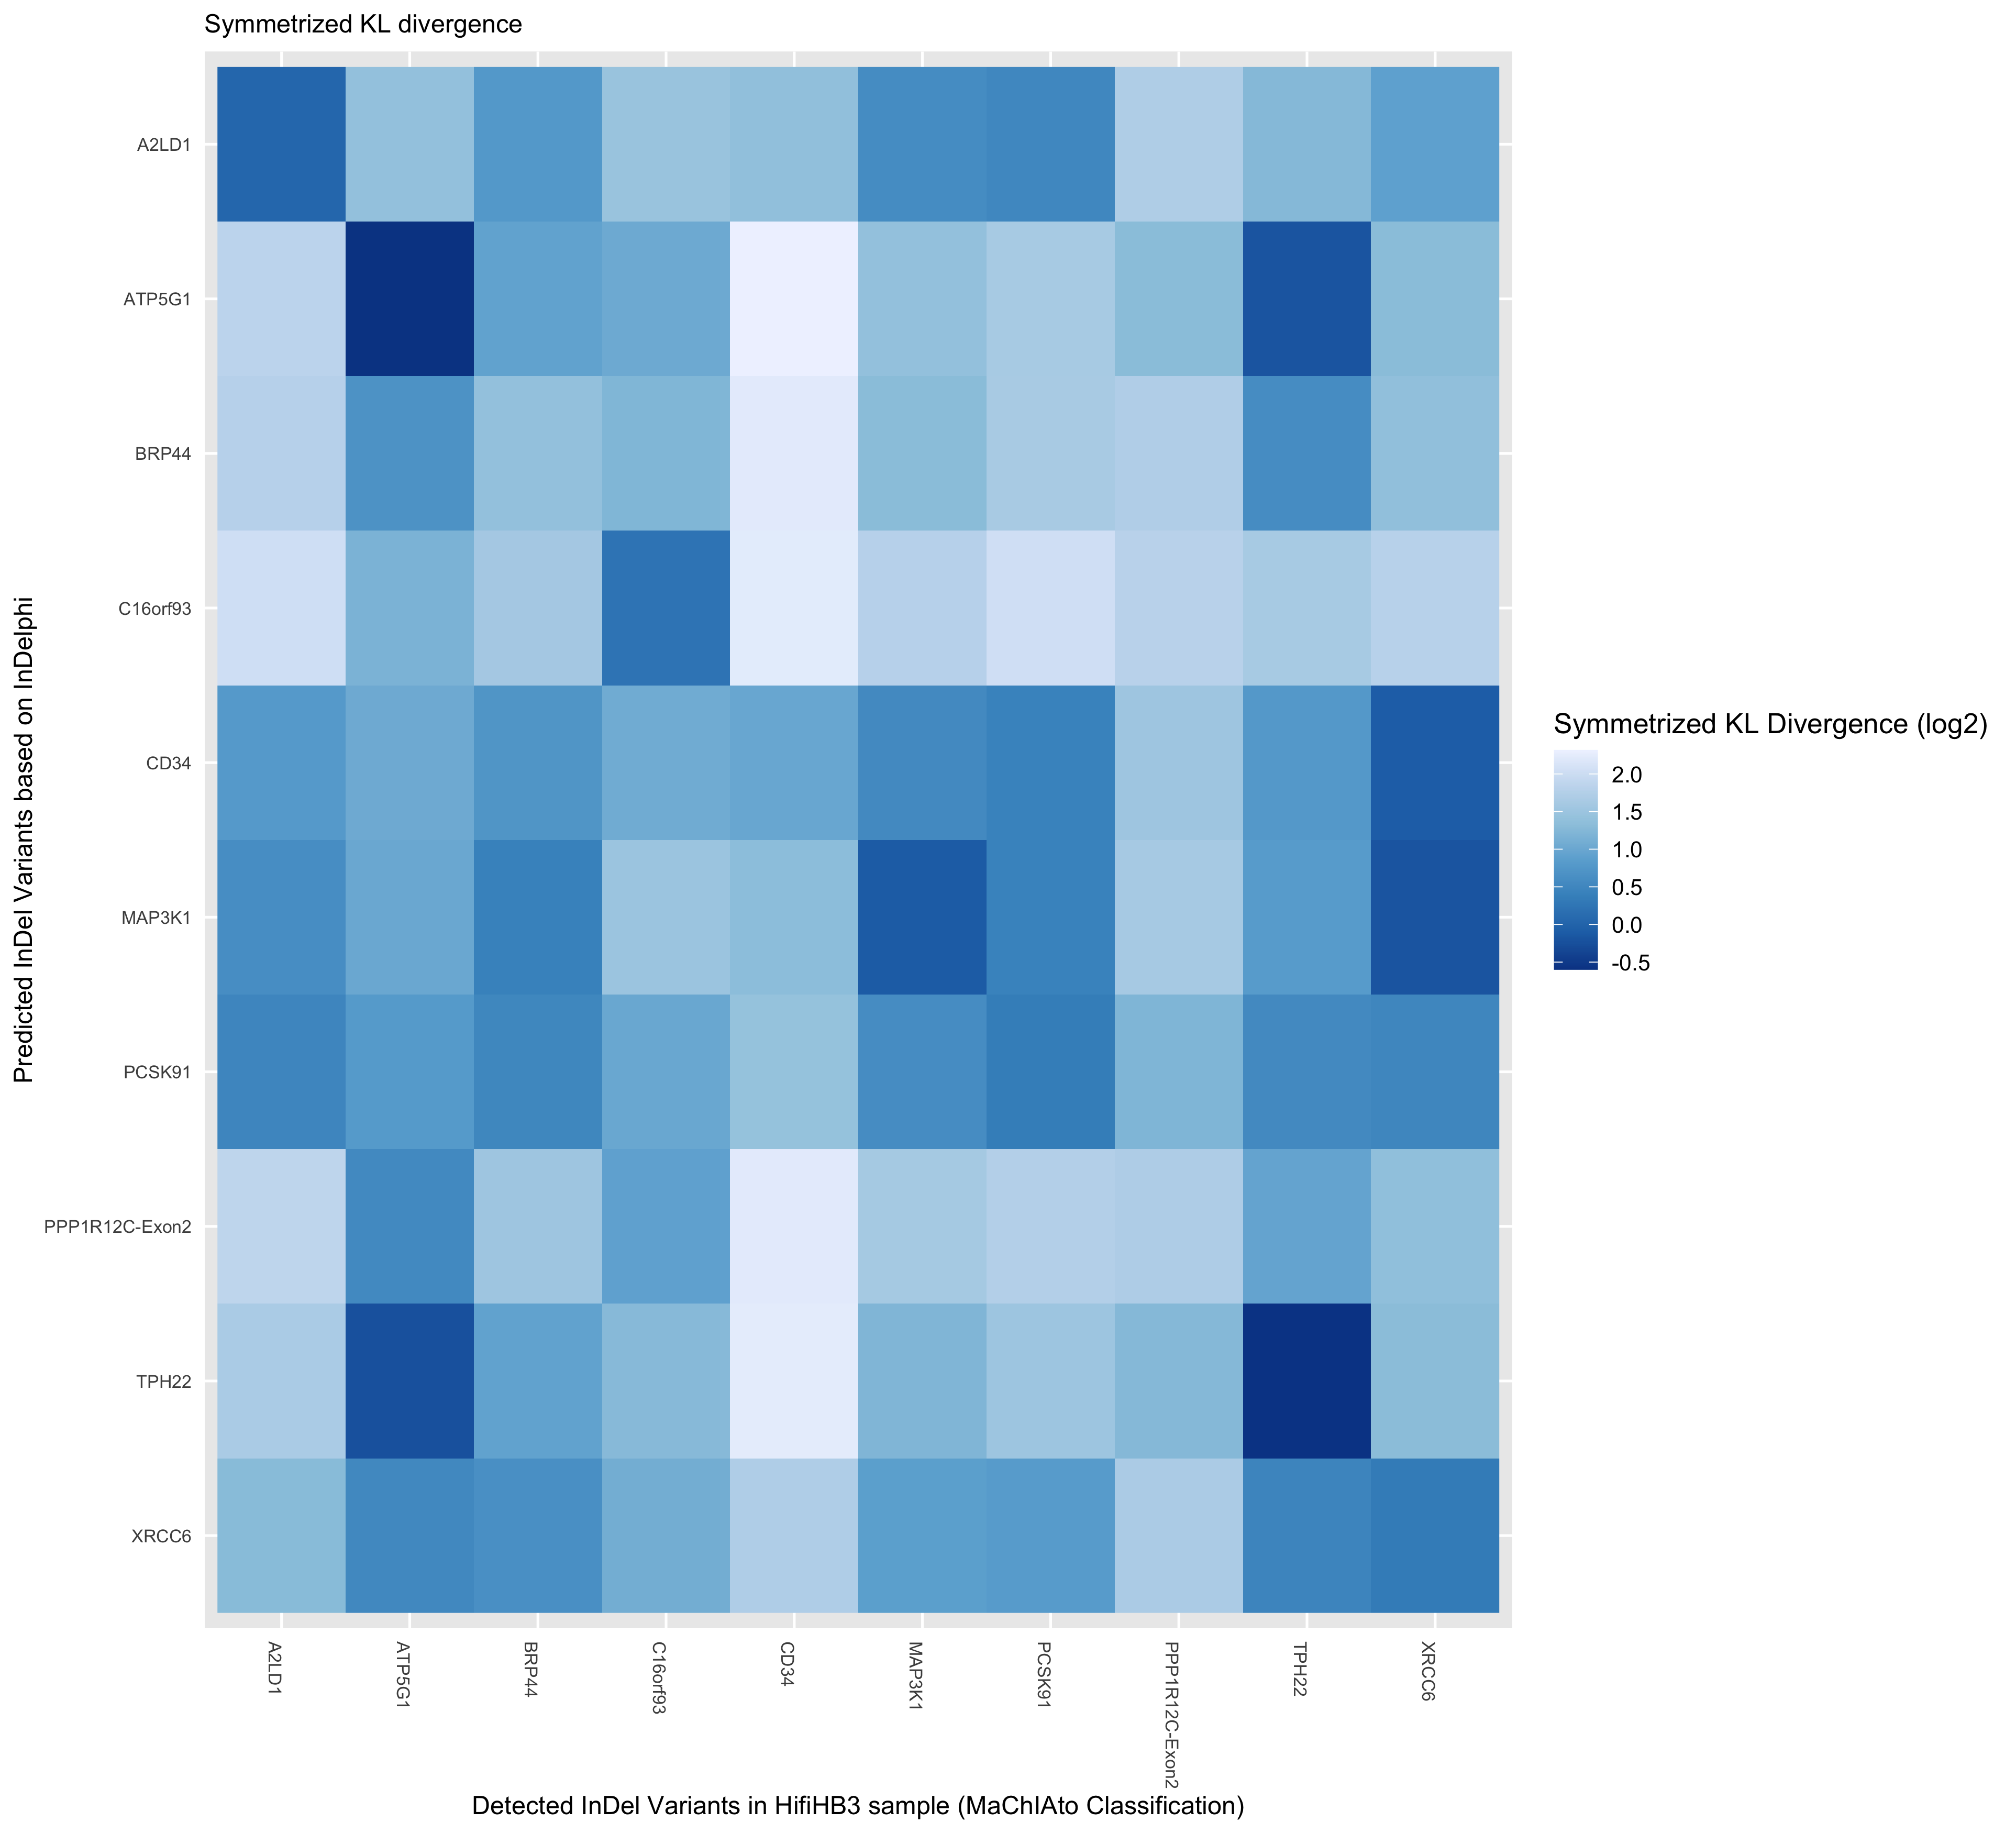 Symmetrized KL divergence
A2LD1
ATP5G1
BRP44
C16orf93
CD34
MAP3K1
PCSK91
PPP1R12C-Exon2
TPH22
XRCC6
Predicted InDel Variants based on InDelphi
A2LD1
ATP5G1
BRP44
C16orf93
CD34
MAP3K1
PCSK91
PPP1R12C-Exon2
TPH22
XRCC6
Detected InDel Variants in HifiHB3 sample (MaChIAto Classification)
Symmetrized KL Divergence (log2)
2.0
1.5
1.0
0.5
0.0
-0.5